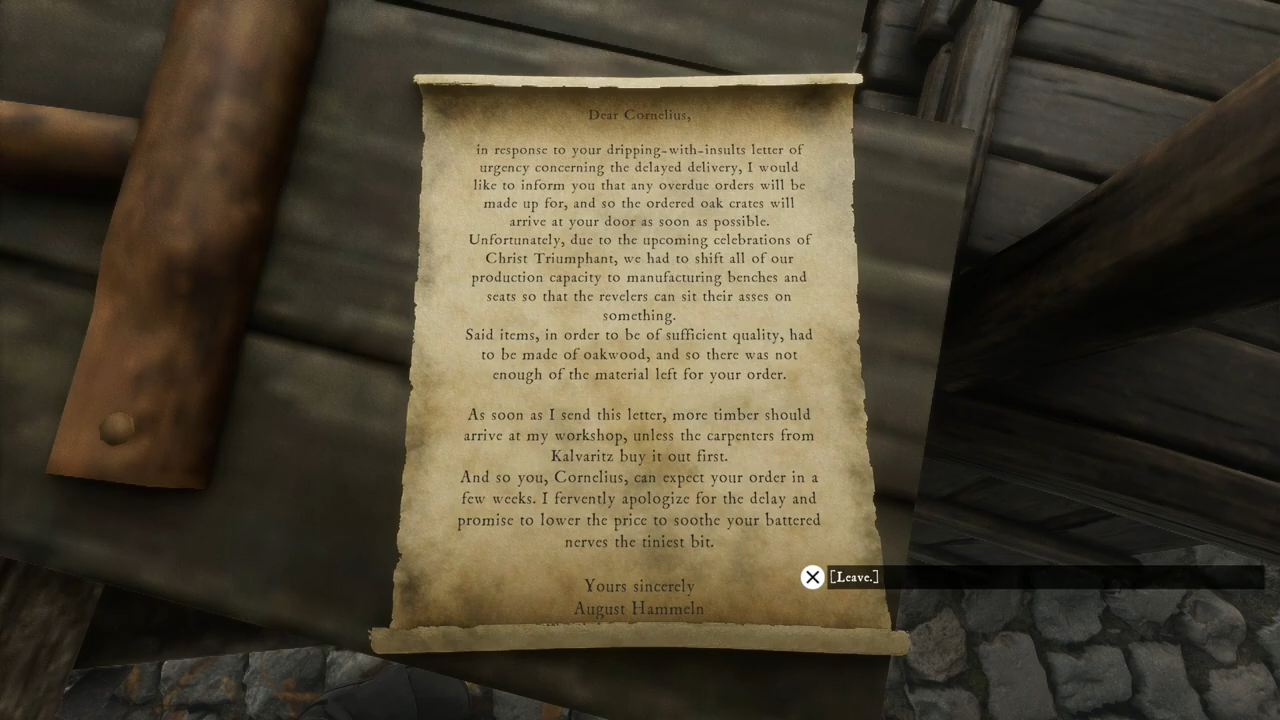 Dear Cornelius,
in response to your dripping-with-insults letter of
urgency concerning the delayed delivery, I would
like to inform you that any overdue orders will be
made up for, and so the ordered oak crates will
arrive at your door as soon as possible.
Unfortunately, due to the upcoming celebrations of
Christ Triumphant, we had to shift all of our
production capacity to manufacturing benches and
seats so that the revelers can sit their asses on
something.
Said items, in order to be of sufficient quality, had
to be made of oakwood, and so there was not
enough of the material left for your order.
As soon as I send this letter, more timber should
arrive at my workshop, unless the carpenters from
Kalvaritz buy it out first.
And so you, Cornelius, can expect your order in a
few weeks. I fervently apologize for the delay and
promise to lower the price to soothe your battered
nerves the tiniest bit.
Yours sincerely
August Hammeln
[Leave.]